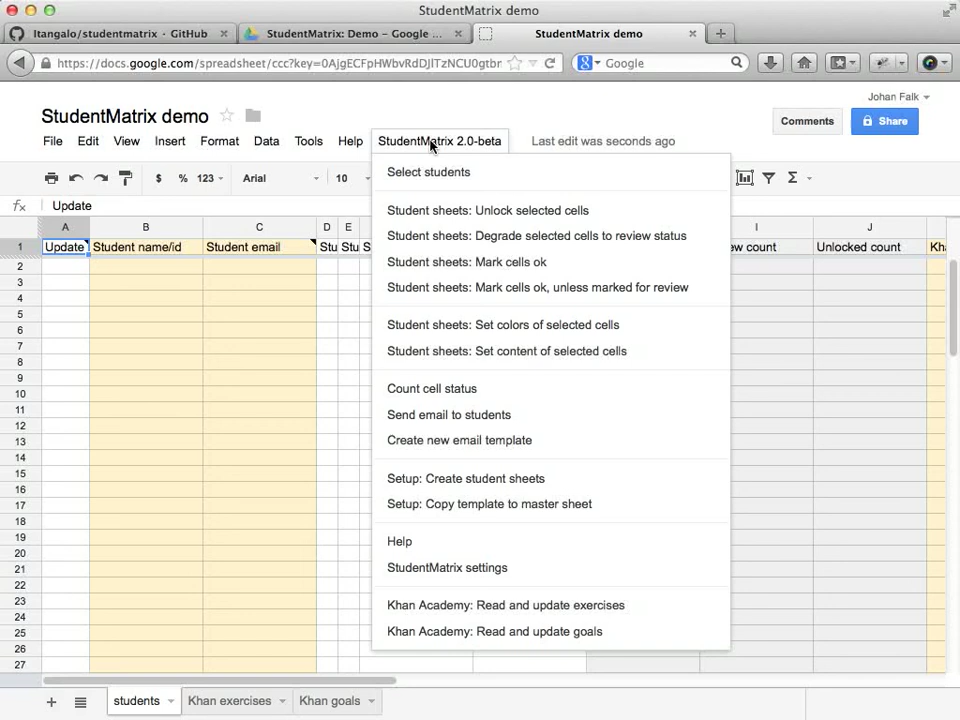 StudentMatrix demo
Itangalo/studentmatrix · GitHub
StudentMatrix: Demo – Google ...
StudentMatrix demo
https://docs.google.com/spreadsheet/ccc?key=0AjgECFpHWbvRdDJlTzNCU0gtbr
Google
Johan Falk
StudentMatrix demo
Comments
Share
File Edit View Insert Format Data Tools Help StudentMatrix 2.0-beta Last edit was seconds ago
$ % 123 Arial 10 Σ
fx Update
A B C D E I J
1 Update Student name/id Student email Stu Stu S ew count Unlocked count Kha
2
3
4
5
6
7
8
9
10
11
12
13
14
15
16
17
18
19
20
21
22
23
24
25
26
27
Select students
Student sheets: Unlock selected cells
Student sheets: Degrade selected cells to review status
Student sheets: Mark cells ok
Student sheets: Mark cells ok, unless marked for review
Student sheets: Set colors of selected cells
Student sheets: Set content of selected cells
Count cell status
Send email to students
Create new email template
Setup: Create student sheets
Setup: Copy template to master sheet
Help
StudentMatrix settings
Khan Academy: Read and update exercises
Khan Academy: Read and update goals
students Khan exercises Khan goals